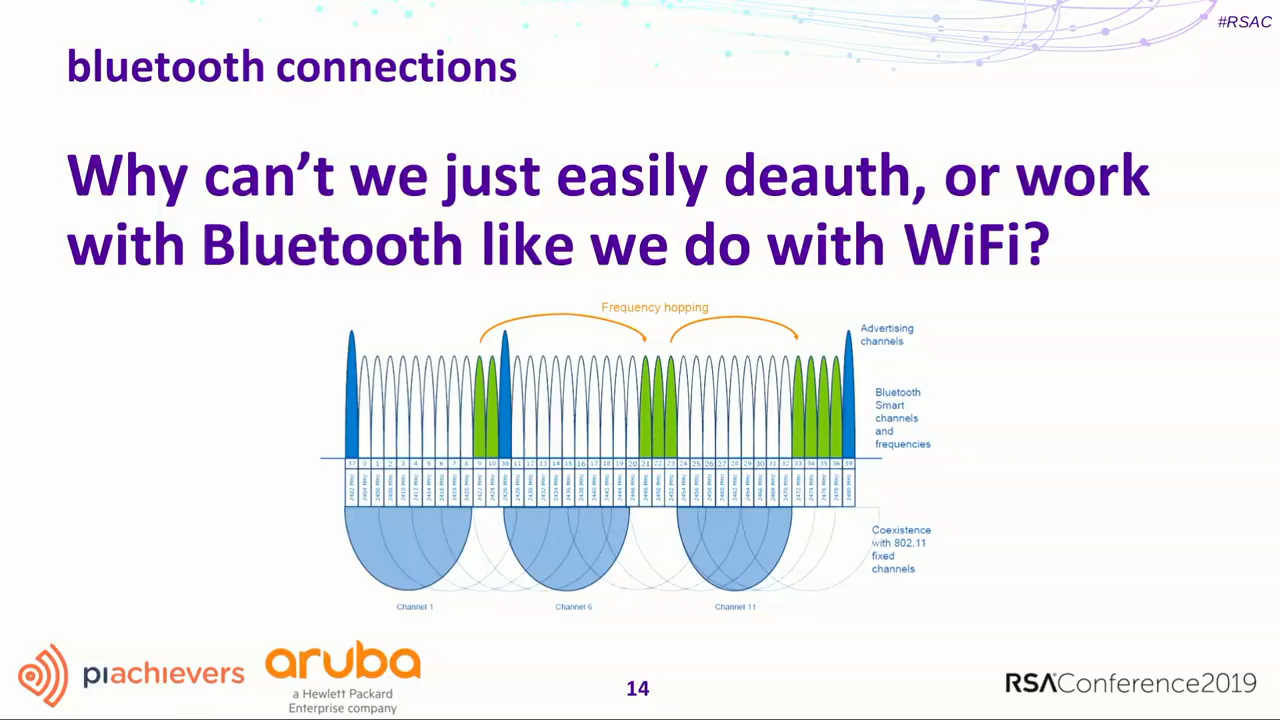 #RSAC
bluetooth connections
Why can’t we just easily deauth, or work
with Bluetooth like we do with WiFi?
Frequency hopping
Advertising
channels
Bluetooth
Smart
channels
and
frequencies
37 0 1 2 3 4 5 6 7 8 9 10 38 11 12 13 14 15 16 17 18 19 20 21 22 23 24 25 26 27 28 29 30 31 32 33 34 35 36 39
Coexistence
with 802.11
fixed
channels
Channel 1
Channel 6
Channel 11
piachievers
aruba
a Hewlett Packard
Enterprise company
14
RSAConference2019